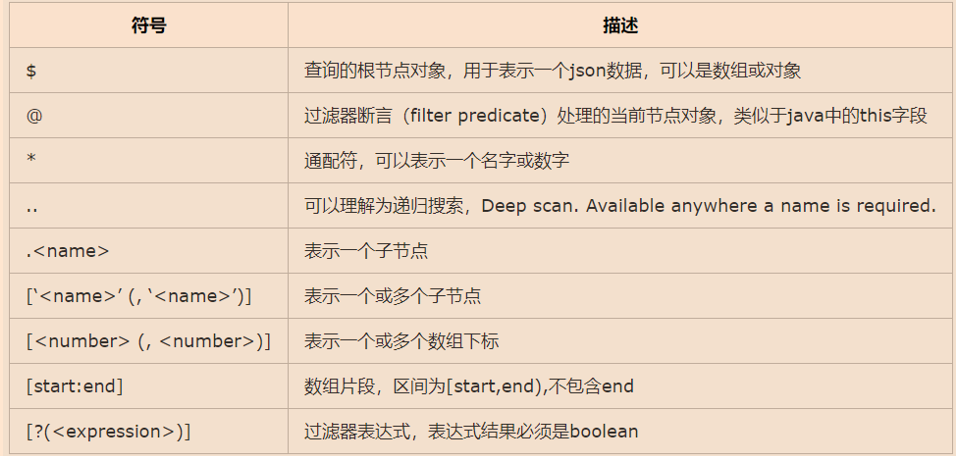 符号 描述
$ 查询的根节点对象，用于表示一个json数据，可以是数组或对象
@ 过滤器断言（filter predicate）处理的当前节点对象，类似于java中的this字段
* 通配符，可以表示一个名字或数字
.. 可以理解为递归搜索，Deep scan. Available anywhere a name is required.
.<name> 表示一个子节点
[‘<name>’ (, ‘<name>’)] 表示一个或多个子节点
[<number> (, <number>)] 表示一个或多个数组下标
[start:end] 数组片段，区间为[start,end),不包含end
[?(<expression>)] 过滤器表达式，表达式结果必须是boolean